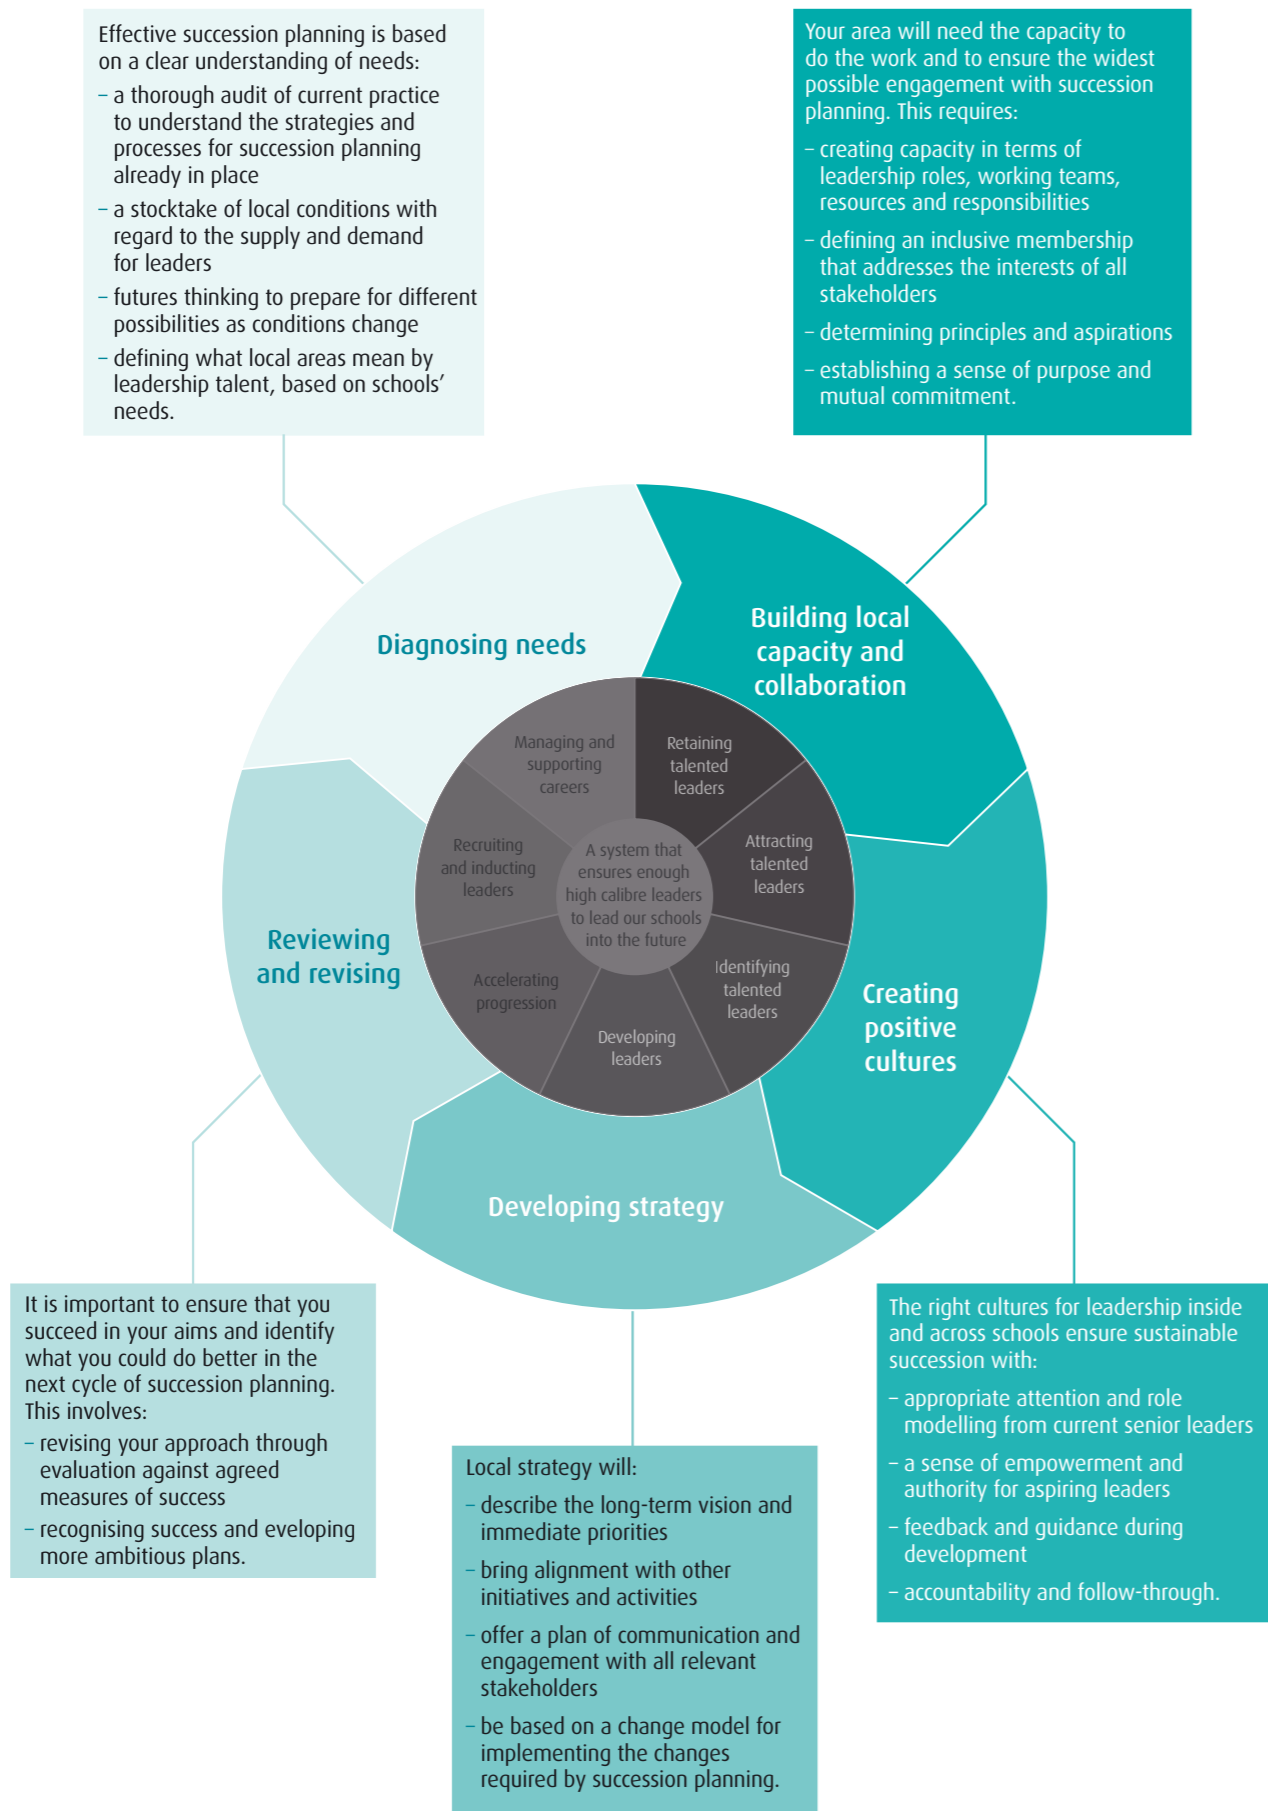 Effective succession planning is based
on a clear understanding of needs:
– a thorough audit of current practice
to understand the strategies and
processes for succession planning
already in place
– a stocktake of local conditions with
regard to the supply and demand
for leaders
– futures thinking to prepare for different
possibilities as conditions change
– defining what local areas mean by
leadership talent, based on schools’
needs.
Your area will need the capacity to
do the work and to ensure the widest
possible engagement with succession
planning. This requires:
– creating capacity in terms of
leadership roles, working teams,
resources and responsibilities
– defining an inclusive membership
that addresses the interests of all
stakeholders
– determining principles and aspirations
– establishing a sense of purpose and
mutual commitment.
Diagnosing needs
Building local
capacity and
collaboration
Managing and
supporting
careers
Retaining
talented
leaders
Recruiting
and inducting
leaders
A system that
ensures enough
high calibre leaders
to lead our schools
into the future
Attracting
talented
leaders
Reviewing
and revising
Accelerating
progression
Developing
leaders
Identifying
talented
leaders
Creating
positive
cultures
Developing strategy
It is important to ensure that you
succeed in your aims and identify
what you could do better in the
next cycle of succession planning.
This involves:
– revising your approach through
evaluation against agreed
measures of success
– recognising success and eveloping
more ambitious plans.
Local strategy will:
– describe the long-term vision and
immediate priorities
– bring alignment with other
initiatives and activities
– offer a plan of communication and
engagement with all relevant
stakeholders
– be based on a change model for
implementing the changes
required by succession planning.
The right cultures for leadership inside
and across schools ensure sustainable
succession with:
– appropriate attention and role
modelling from current senior leaders
– a sense of empowerment and
authority for aspiring leaders
– feedback and guidance during
development
– accountability and follow-through.